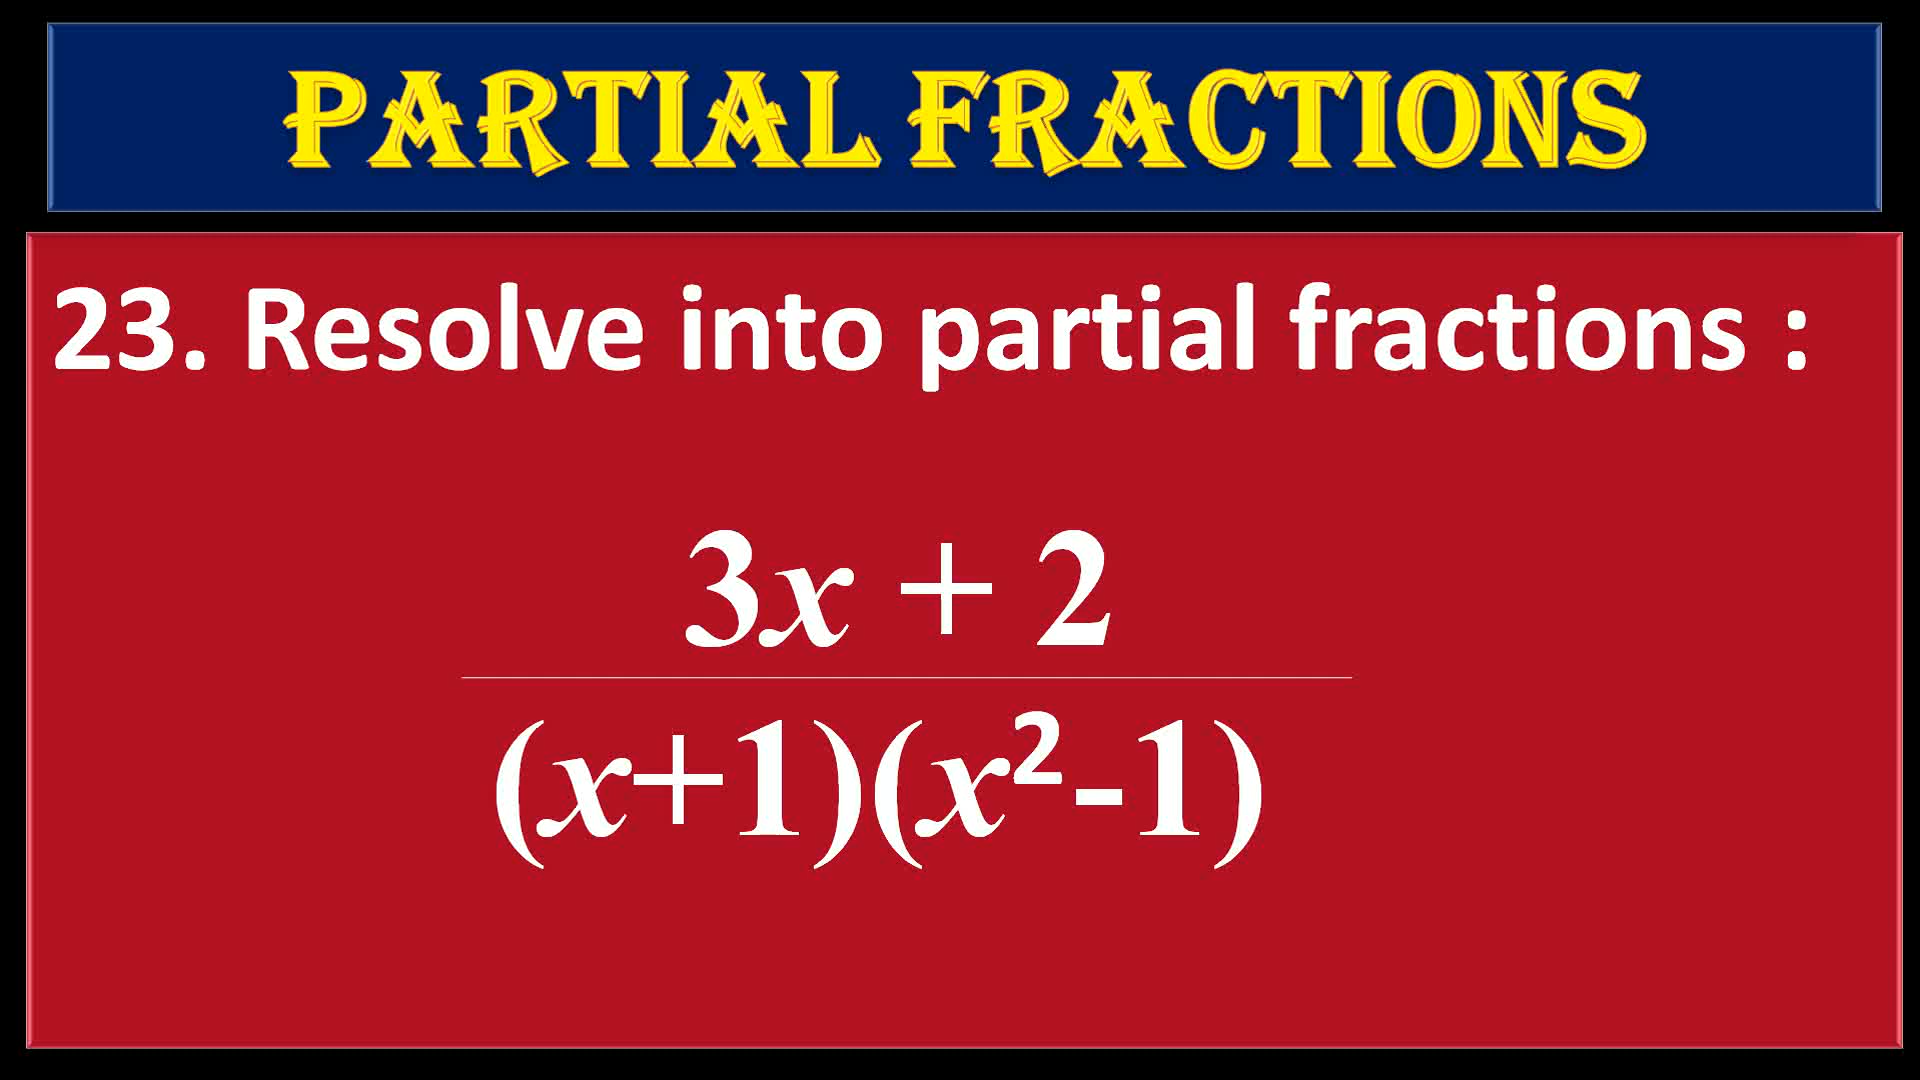 PARTIAL FRACTIONS
23. Resolve into partial fractions :
3x + 2
(x+1)(x²-1)